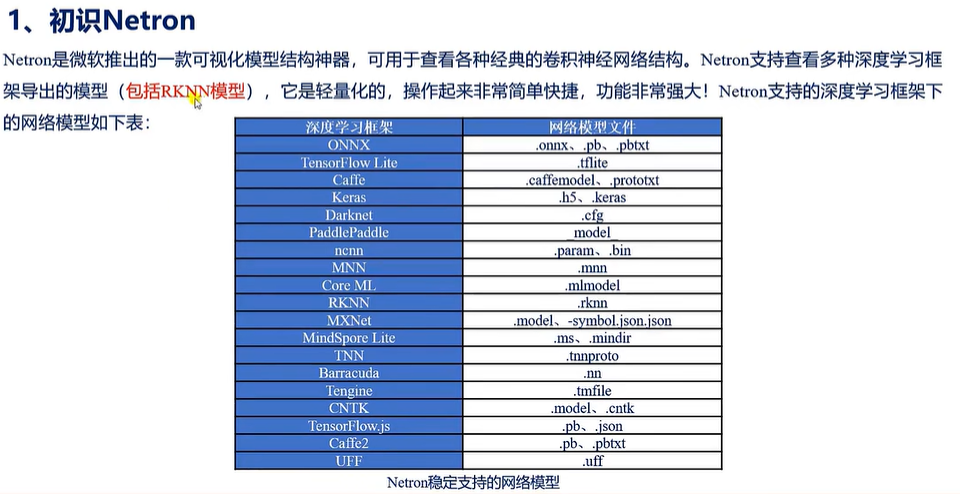 1、初识Netron
Netron是微软推出的一款可视化模型结构神器，可用于查看各种经典的卷积神经网络结构。Netron支持查看多种深度学习框
架导出的模型（包括RKNN模型），它是轻量化的，操作起来非常简单快捷，功能非常强大！Netron支持的深度学习框架下
的网络模型如下表：
深度学习框架 网络模型文件
ONNX .onnx、.pb、.pbtxt
TensorFlow Lite .tflite
Caffe .caffemodel、.prototxt
Keras .h5、.keras
Darknet .cfg
PaddlePaddle _model_
ncnn .param、.bin
MNN .mnn
Core ML .mlmodel
RKNN .rknn
MXNet .model、-symbol.json.json
MindSpore Lite .ms、.mindir
TNN .tnnproto
Barracuda .nn
Tengine .tmfile
CNTK .model、.cntk
TensorFlow.js .pb、.json
Caffe2 .pb、.pbtxt
UFF .uff
Netron稳定支持的网络模型